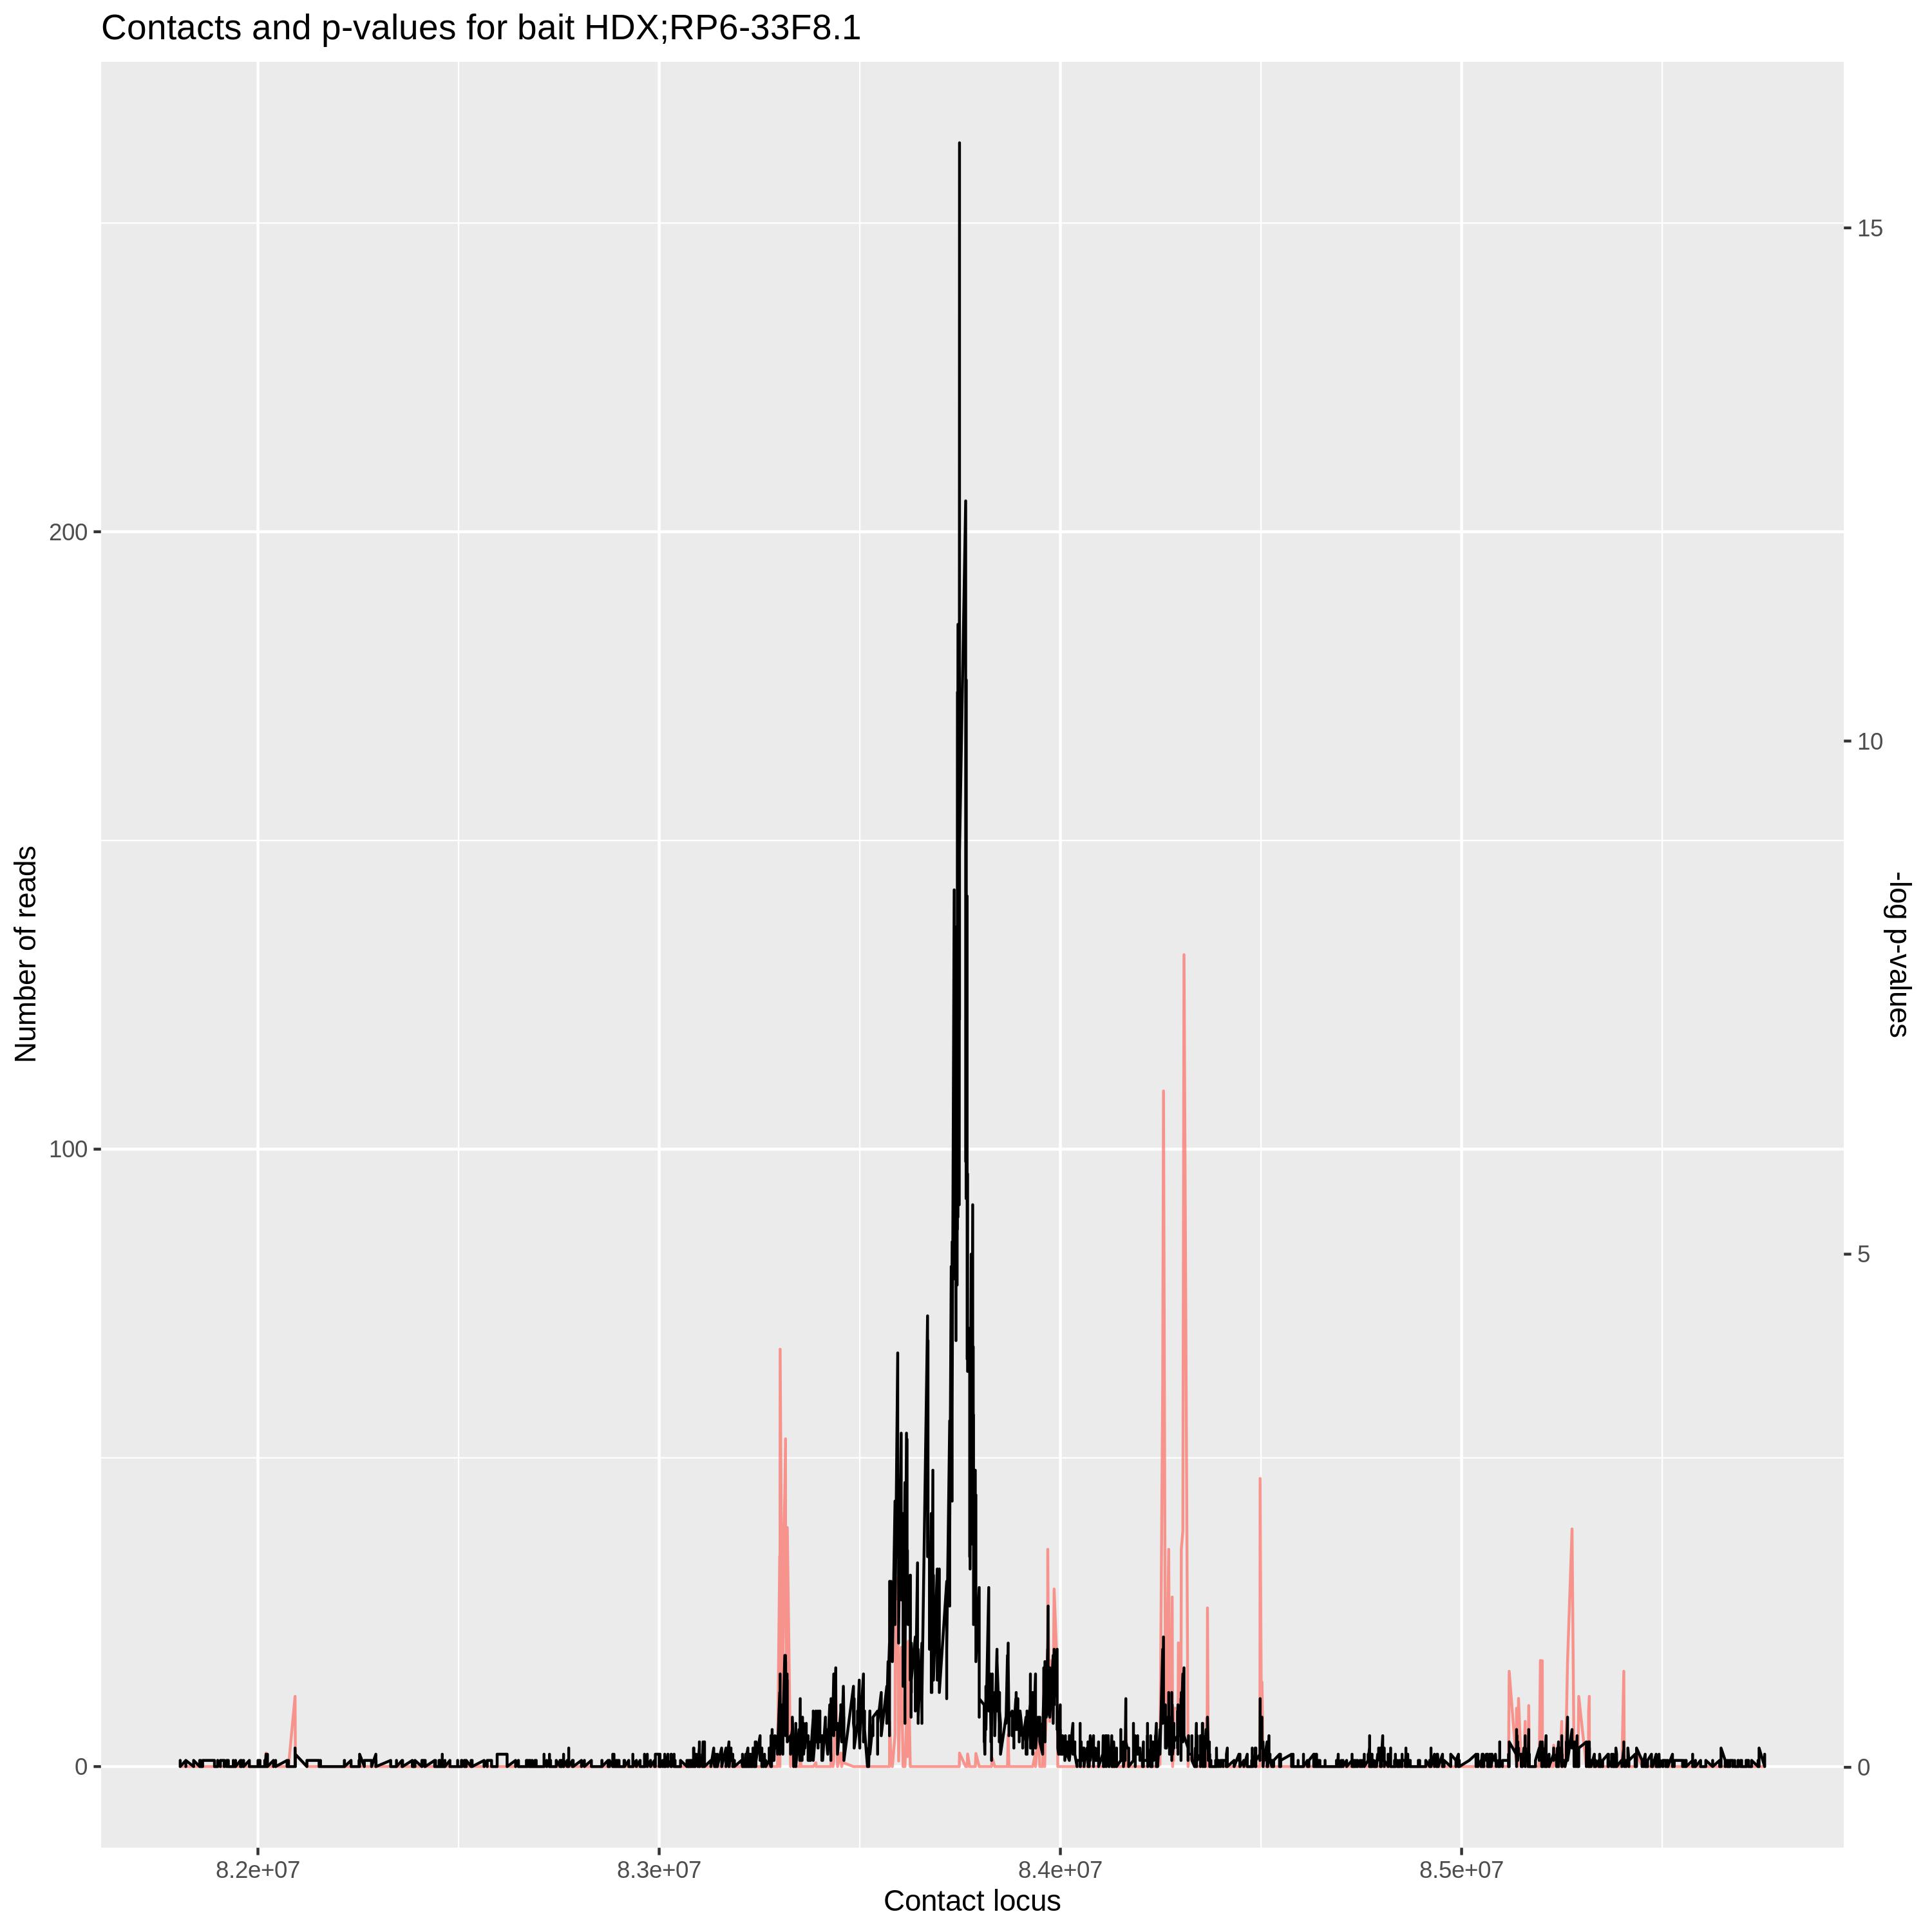 Contacts and p-values for bait HDX;RP6-33F8.1
15
200
10
Number of reads
-log p-values
100
5
0
0
8.2e+07
8.3e+07
8.4e+07
8.5e+07
Contact locus